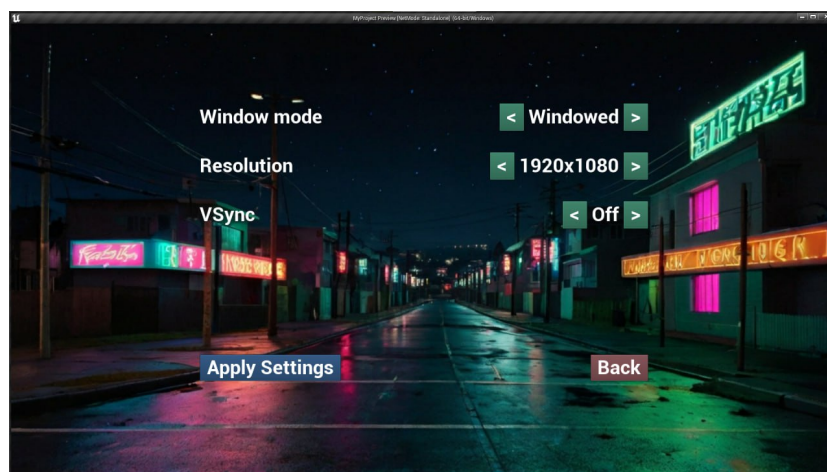 MyProject Preview [NetMode: Standalone] (64-bit/Windows)
Window mode < Windowed >
Resolution < 1920x1080 >
VSync < Off >
Apply Settings Back